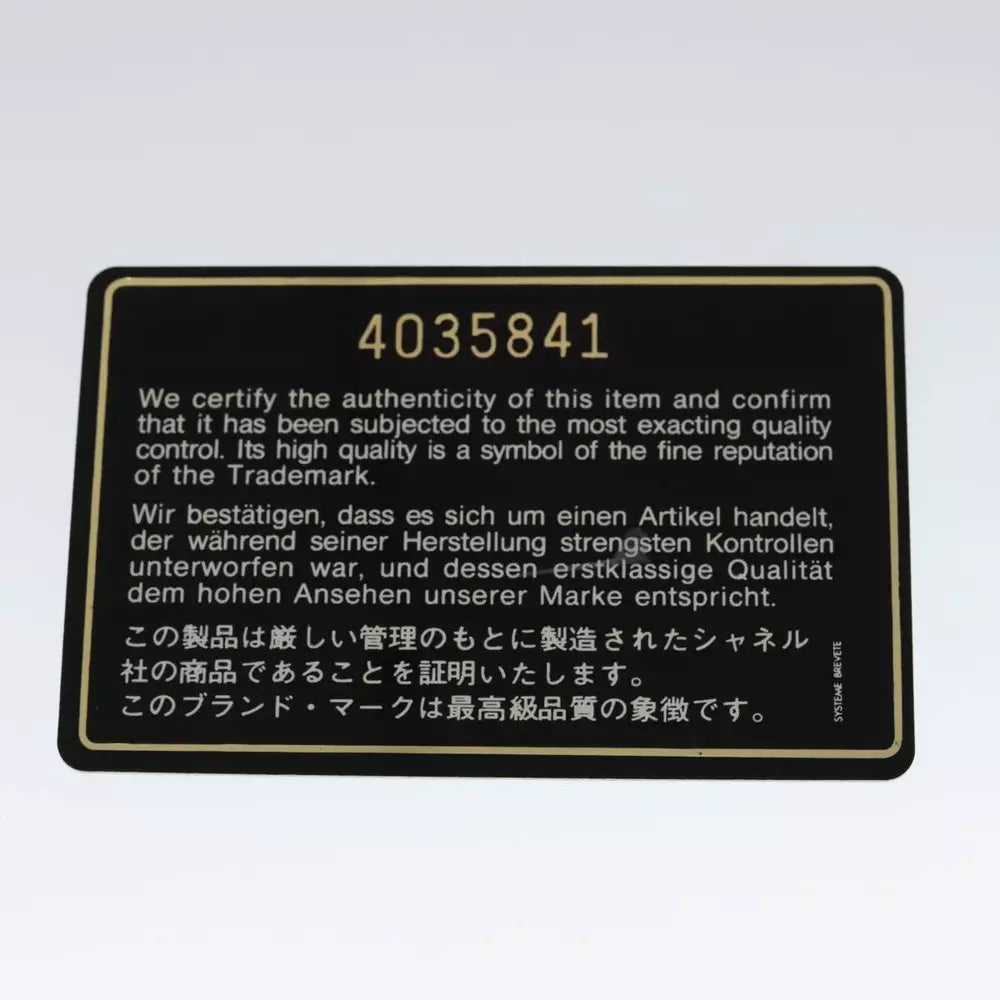 4035841
We certify the authenticity of this item and confirm
that it has been subjected to the most exacting quality
control. Its high quality is a symbol of the fine reputation
of the Trademark.
Wir bestätigen, dass es sich um einen Artikel handelt,
der während seiner Herstellung strengsten Kontrollen
unterworfen war, und dessen erstklassige Qualität
dem hohen Ansehen unserer Marke entspricht.
この製品は厳しい管理のもとに製造されたシャネル
社の商品であることを証明いたします。
このブランド・マークは最高級品質の象徴です。
SYSTEME BREVETE